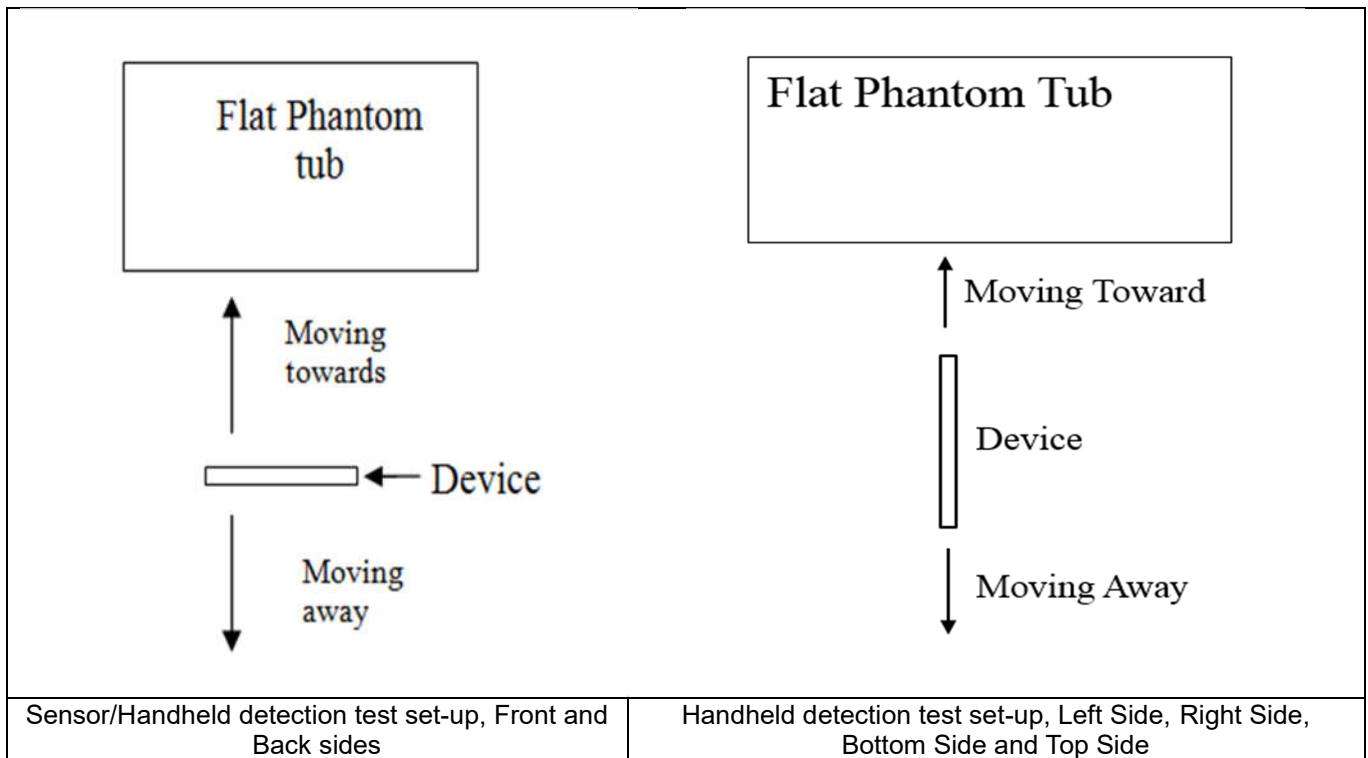 Flat Phantom
tub
Moving
towards
Device
Moving
away
Flat Phantom Tub
Moving Toward
Device
Moving Away
Sensor/Handheld detection test set-up, Front and
Back sides
Handheld detection test set-up, Left Side, Right Side,
Bottom Side and Top Side